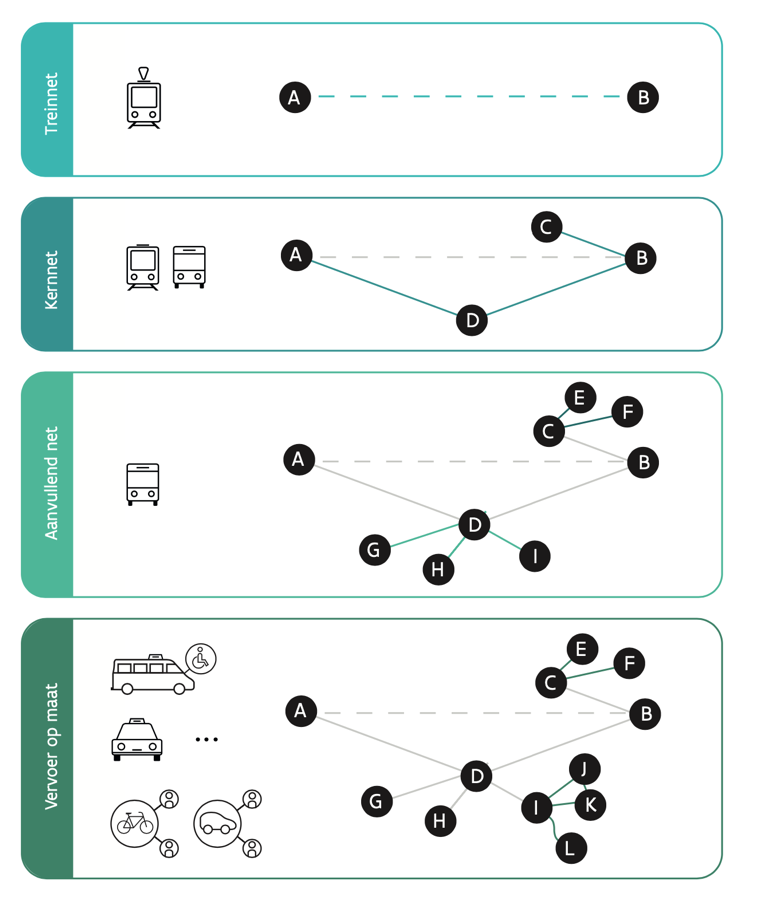 Treinnet
A
B
Kernnet
C
A
B
D
Aanvullend net
E
F
C
A
B
D
G
H
I
Vervoer op maat
E
F
C
A
B
...
D
J
G
I
K
H
L